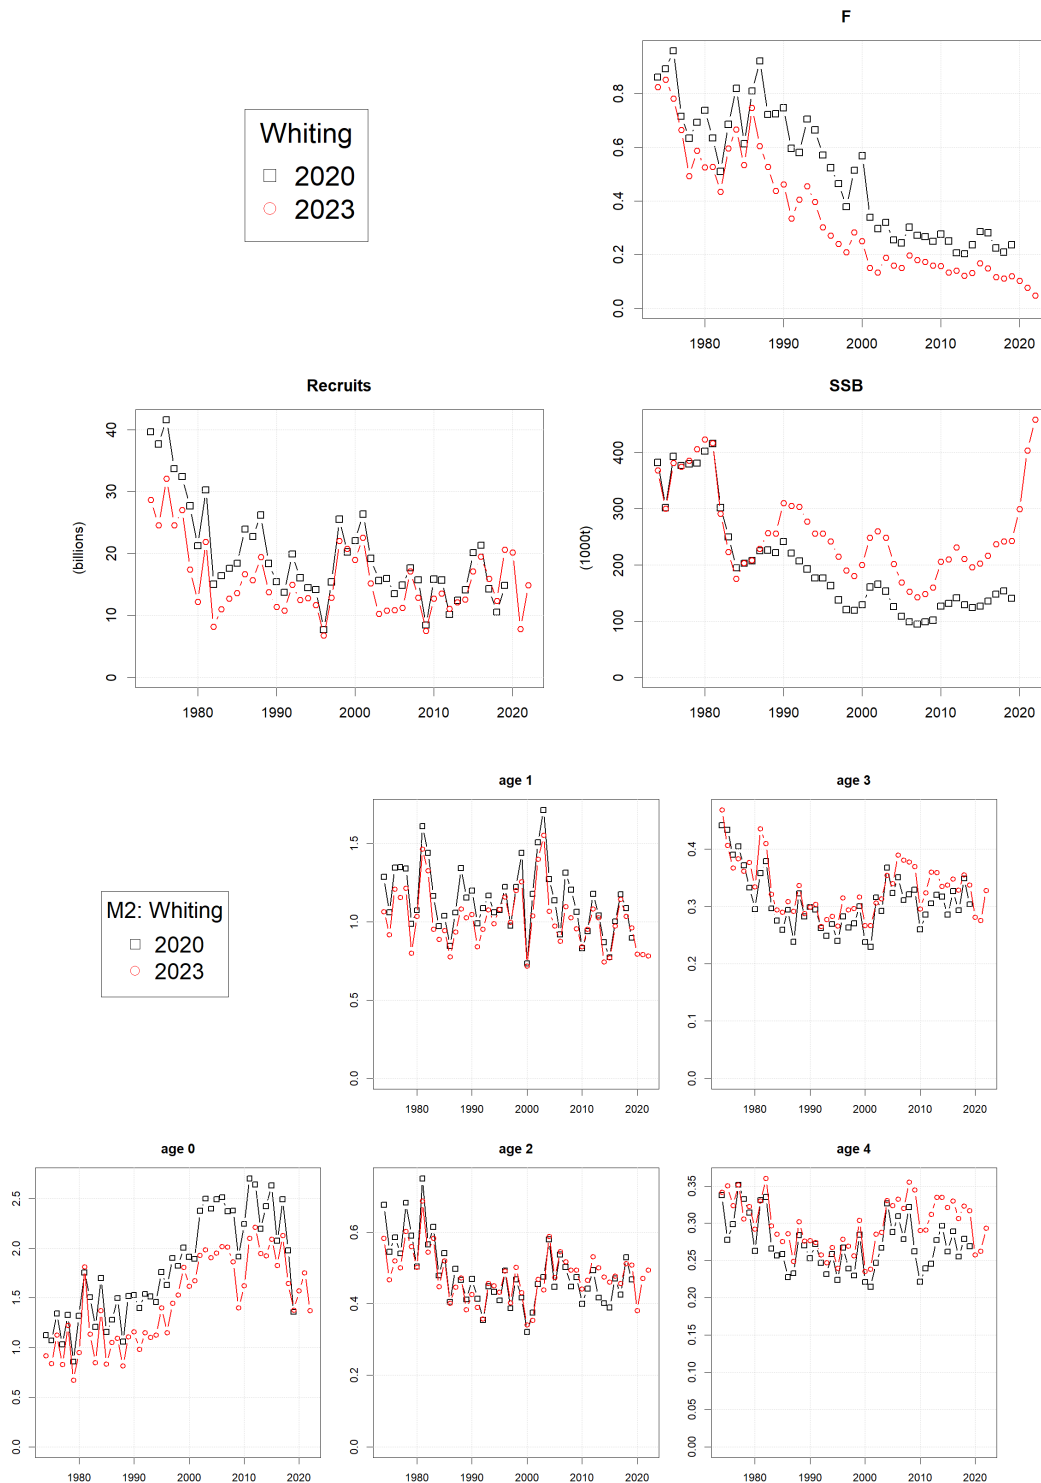 F
Whiting
2020
2023
0.8
0.6
0.4
0.2
0.0
1980 1990 2000 2010 2020
Recruits
(billions)
40
30
20
10
0
1980 1990 2000 2010 2020
SSB
(1000t)
400
300
200
100
0
1980 1990 2000 2010 2020
M2: Whiting
2020
2023
age 1
1.5
1.0
0.5
0.0
1980 1990 2000 2010 2020
age 3
0.4
0.3
0.2
0.1
0.0
1980 1990 2000 2010 2020
age 0
2.5
2.0
1.5
1.0
0.5
0.0
1980 1990 2000 2010 2020
age 2
0.6
0.4
0.2
0.0
1980 1990 2000 2010 2020
age 4
0.35
0.30
0.25
0.20
0.15
0.10
0.05
0.00
1980 1990 2000 2010 2020